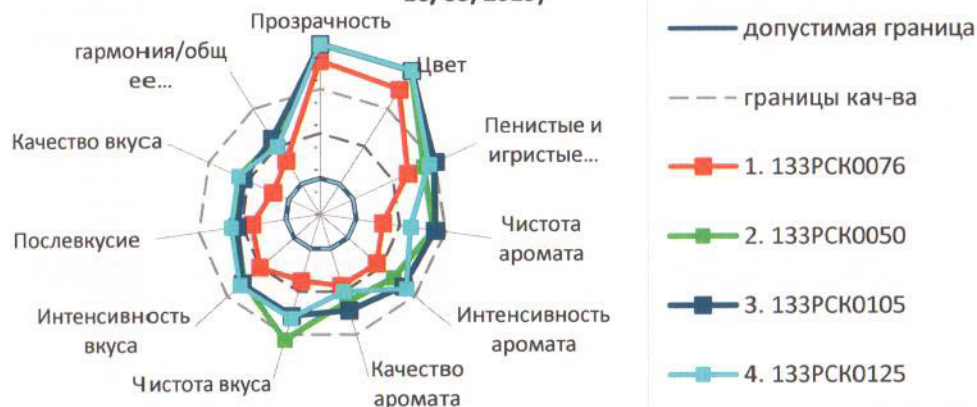 Прозрачность
гармония/общ
ее...
Цвет
Качество вкуса
Пенистые и
игристые...
Послевкусие
Чистота
аромата
Интенсивность
вкуса
Интенсивность
аромата
Чистота вкуса
Качество
аромата
допустимая граница
границы кач-ва
1. 133РСК0076
2. 133РСК0050
3. 133РСК0105
4. 133РСК0125